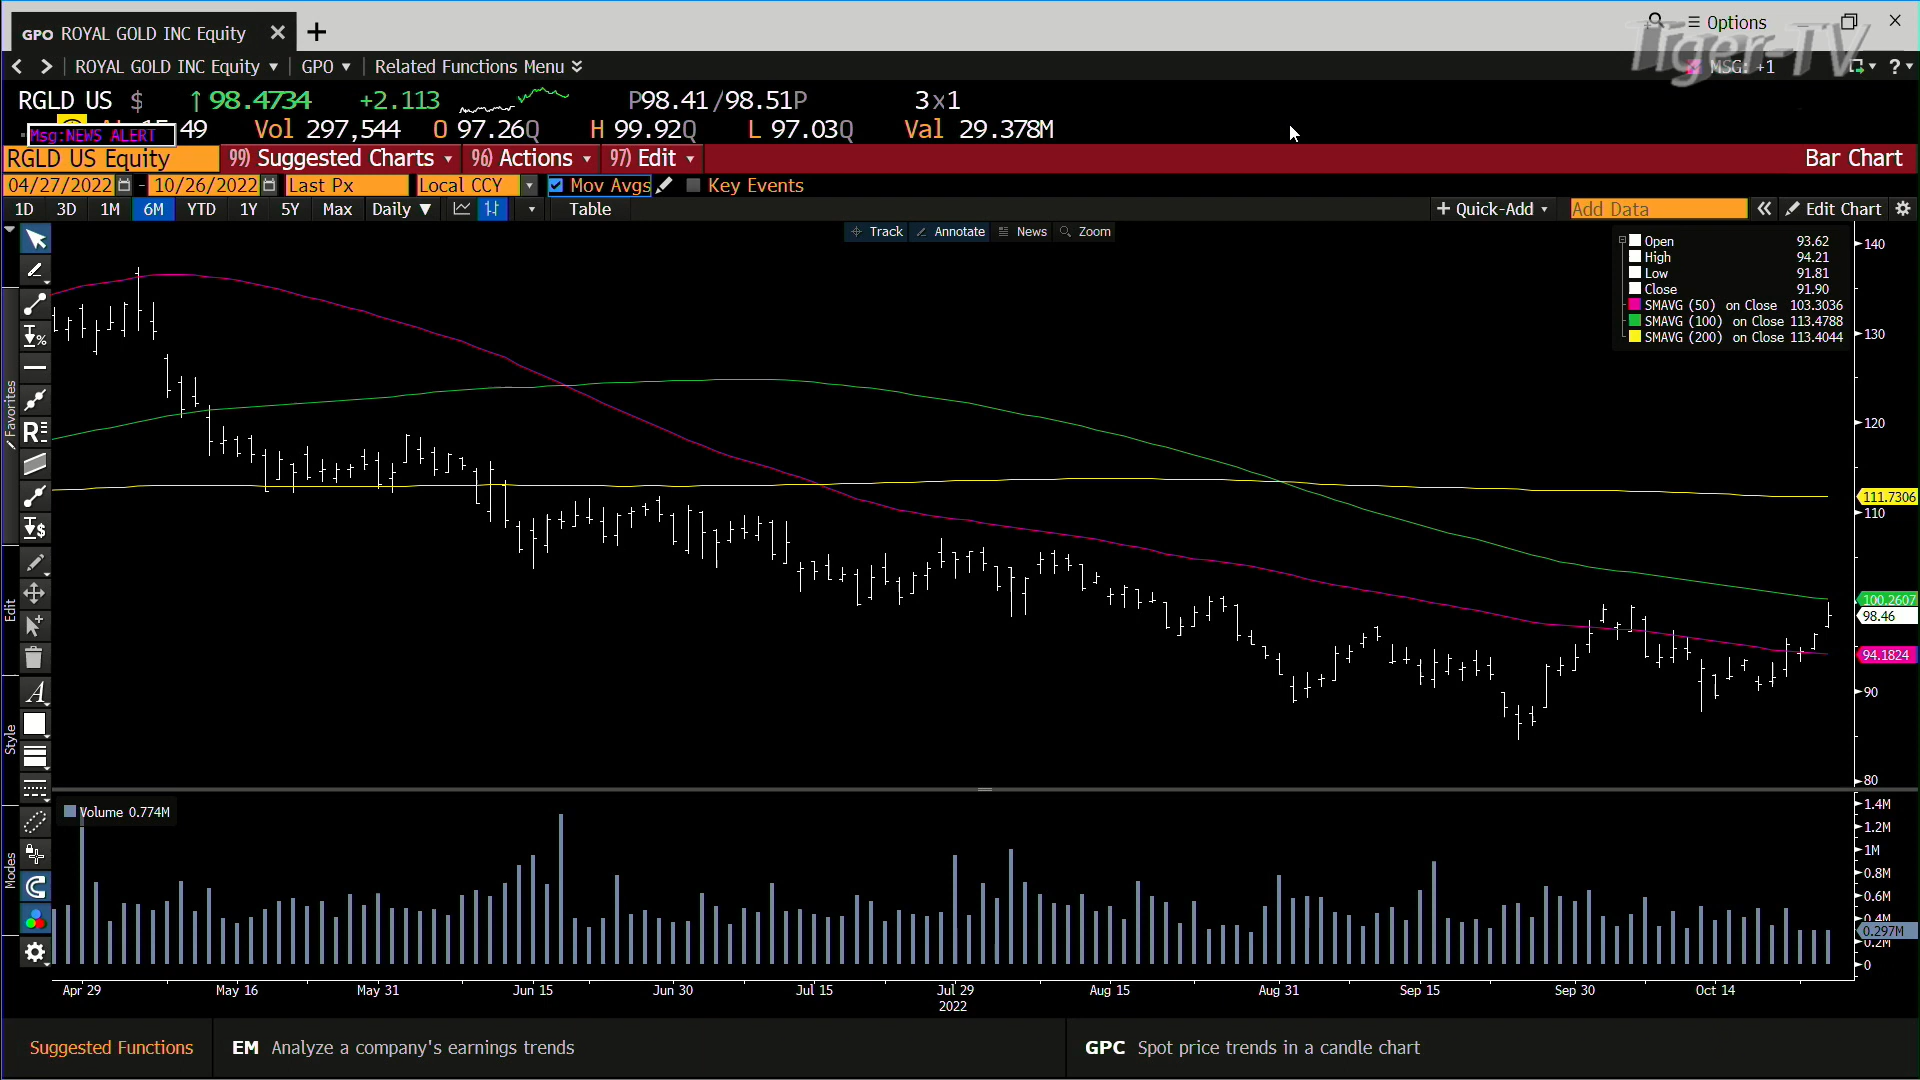 GPO ROYAL GOLD INC Equity
Options
Tiger-TV
ROYAL GOLD INC Equity
GPO
Related Functions Menu
MSG: +1
?
RGLD US $ ↑98.4734 +2.113 P98.41/98.51P 3x1
49 Vol 297,544 O 97.26Q H 99.92Q L 97.03Q Val 29.378M
Msg:NEWS ALERT
RGLD US Equity 99) Suggested Charts 96) Actions 97) Edit Bar Chart
04/27/2022 - 10/26/2022 Last Px Local CCY Mov Avgs Key Events
1D 3D 1M 6M YTD 1Y 5Y Max Daily ▼ Table + Quick-Add Add Data « Edit Chart
Track Annotate News Zoom
Open 93.62
High 94.21
Low 91.81
Close 91.90
SMAVG (50) on Close 103.3036
SMAVG (100) on Close 113.4788
SMAVG (200) on Close 113.4044
140
130
120
111.7306
110
100.2607
98.46
94.1824
90
80
Favorites
Edit
Style
Modes
Volume 0.774M
1.4M
1.2M
1M
0.8M
0.6M
0.4M
0.297M
0.2M
0
Apr 29 May 16 May 31 Jun 15 Jun 30 Jul 15 Jul 29 Aug 15 Aug 31 Sep 15 Sep 30 Oct 14
2022
Suggested Functions EM Analyze a company's earnings trends GPC Spot price trends in a candle chart